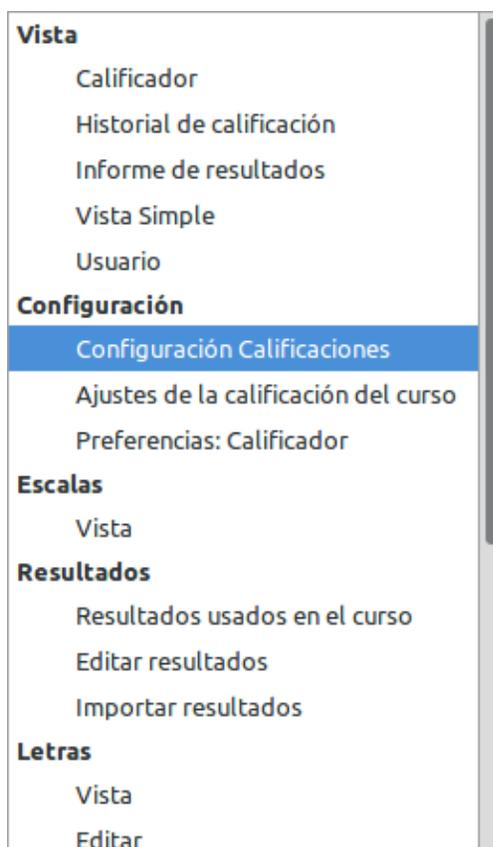 Vista
Calificador
Historial de calificación
Informe de resultados
Vista Simple
Usuario
Configuración
Configuración Calificaciones
Ajustes de la calificación del curso
Preferencias: Calificador
Escalas
Vista
Resultados
Resultados usados en el curso
Editar resultados
Importar resultados
Letras
Vista
Editar